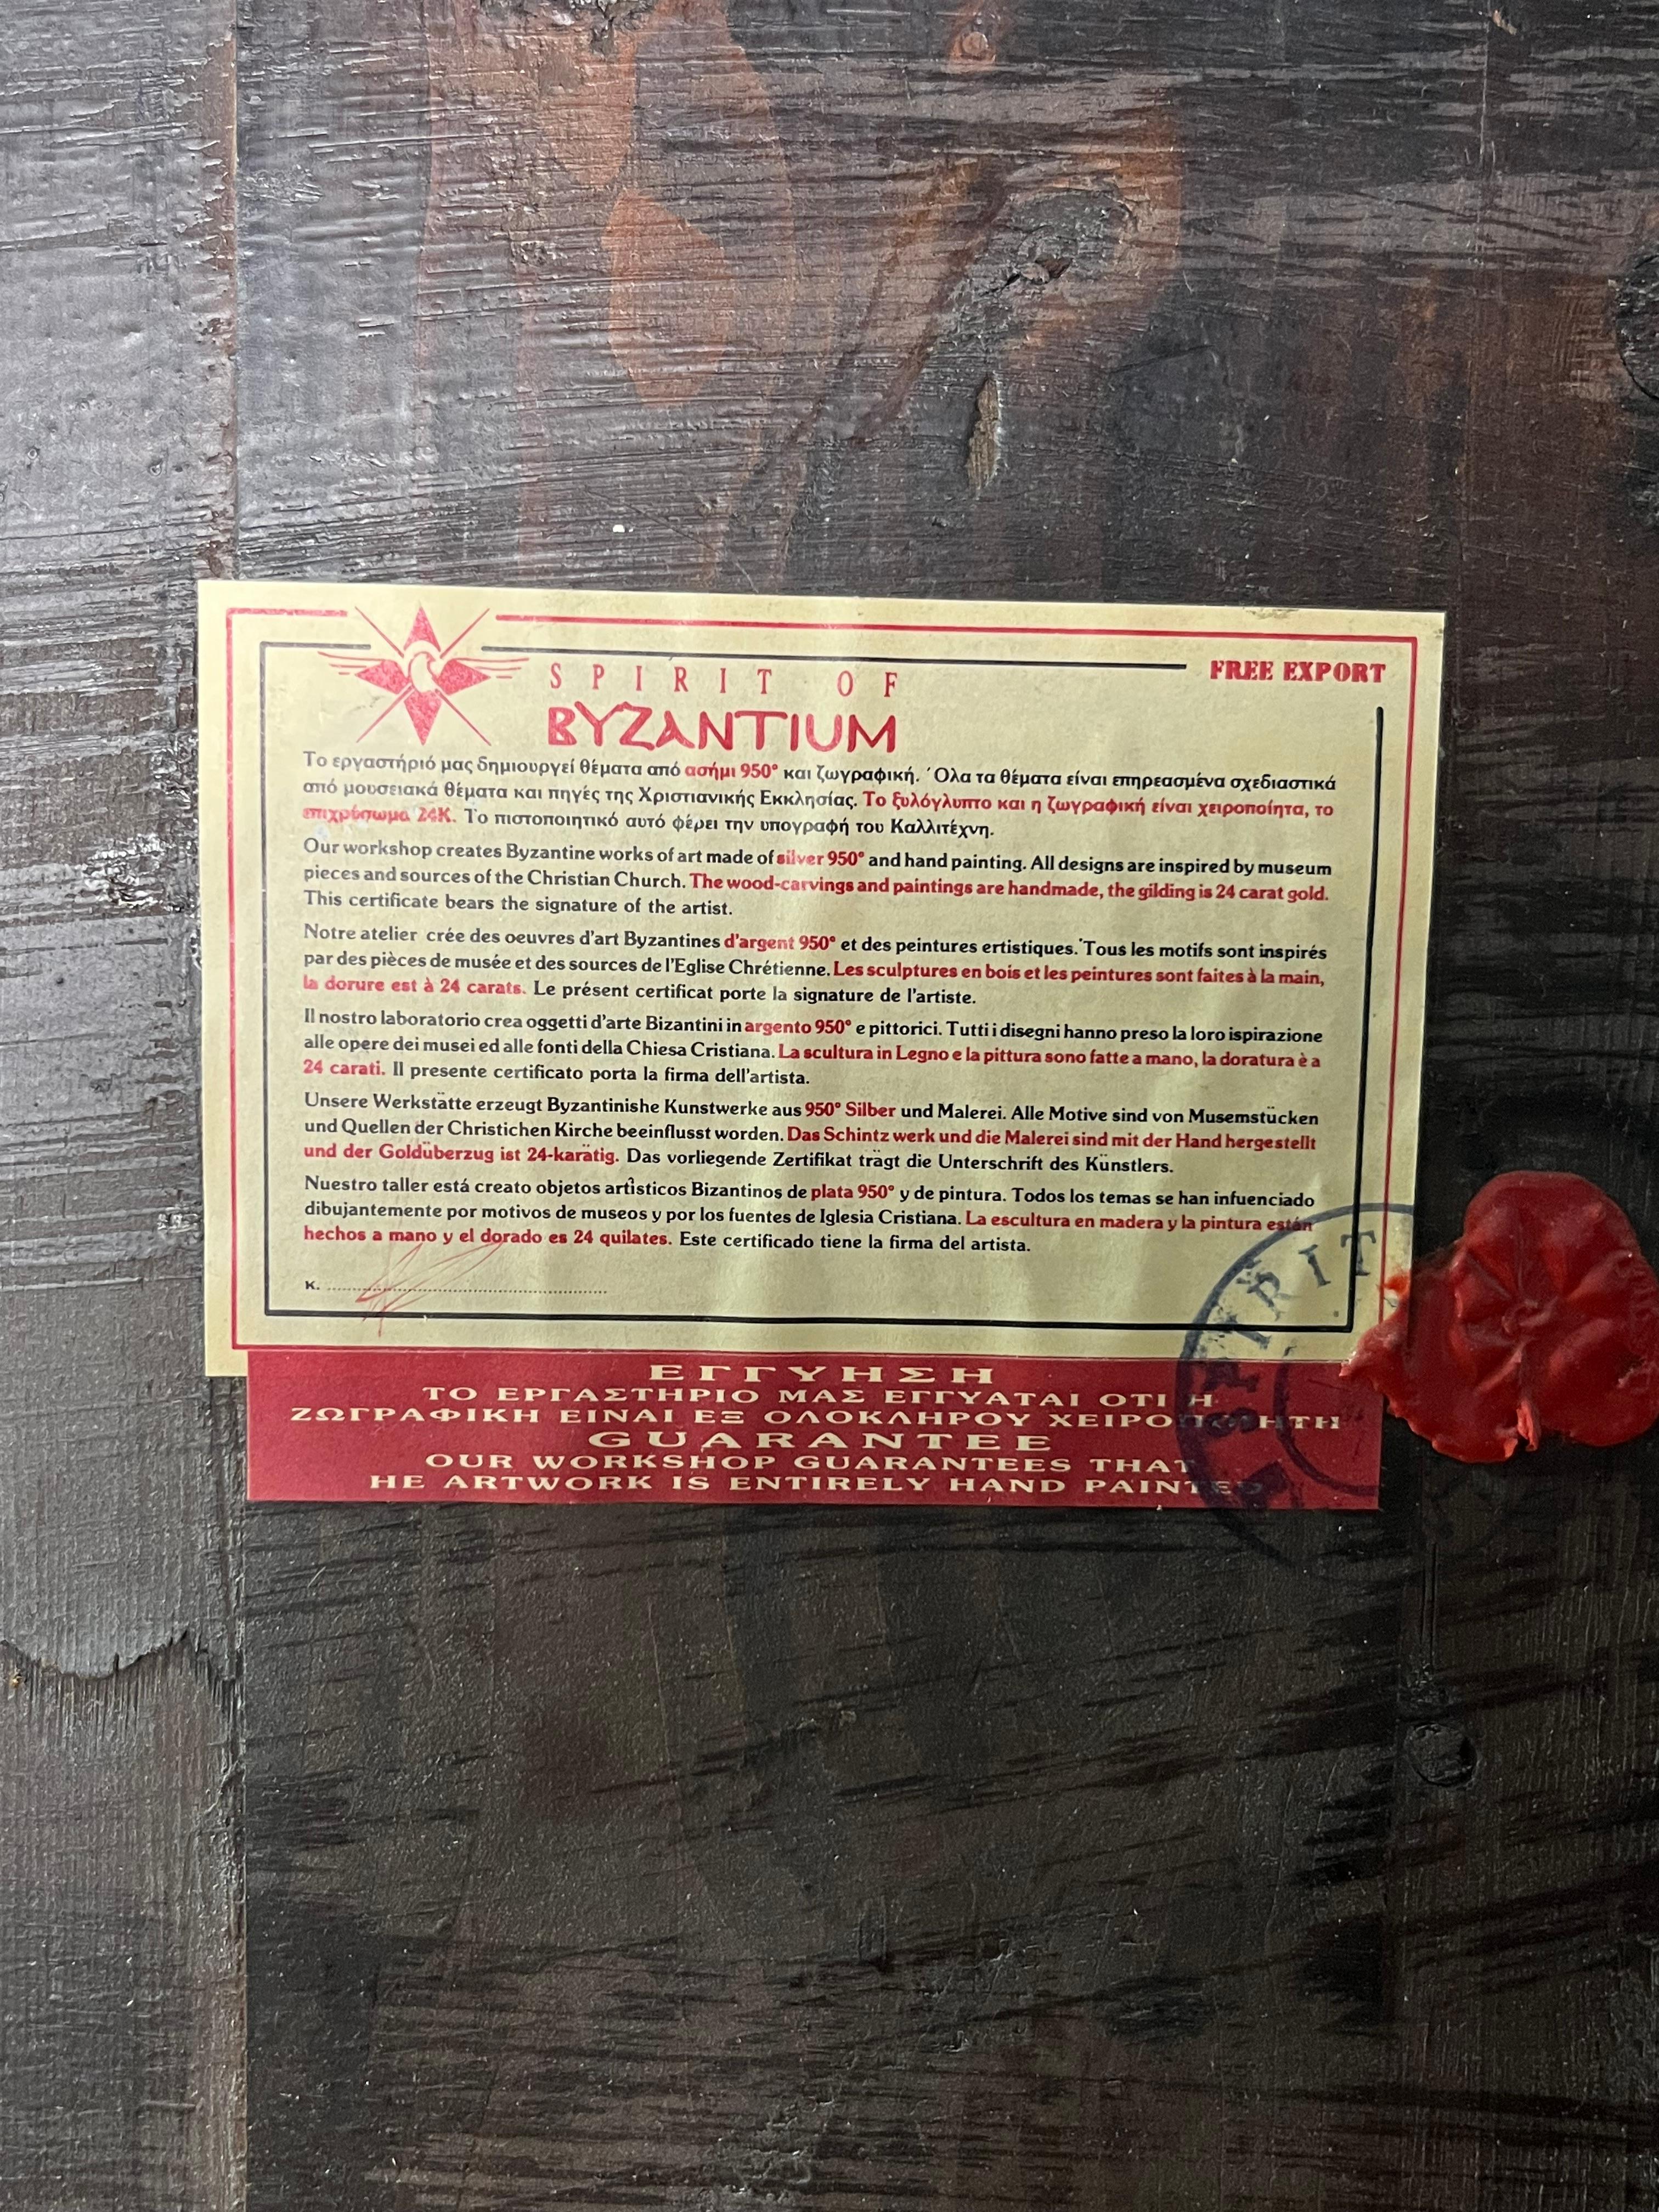 SPIRIT OF
BYZANTIUM
FREE EXPORT
Το εργαστήριό μας δημιουργεί θέματα από ασήμι 950° και ζωγραφική. Όλα τα θέματα είναι επηρεασμένα σχεδιαστικά
από μουσειακά θέματα και πηγές της Χριστιανικής Εκκλησίας. Το ξυλόγλυπτο και η ζωγραφική είναι χειροποίητα, το
επιχρύσωμα 24Κ. Το πιστοποιητικό αυτό φέρει την υπογραφή του Καλλιτέχνη.
Our workshop creates Byzantine works of art made of silver 950° and hand painting. All designs are inspired by museum
pieces and sources of the Christian Church. The wood-carvings and paintings are handmade, the gilding is 24 carat gold.
This certificate bears the signature of the artist.
Notre atelier crée des oeuvres d'art Byzantines d'argent 950° et des peintures ertistiques. Tous les motifs sont inspirés
par des pièces de musée et des sources de l'Eglise Chrétienne. Les sculptures en bois et les peintures sont faites à la main,
la dorure est à 24 carats. Le présent certificat porte la signature de l'artiste.
Il nostro laboratorio crea oggetti d'arte Bizantini in argento 950° e pittorici. Tutti i disegni hanno preso la loro ispirazione
alle opere dei musei ed alle fonti della Chiesa Cristiana. La scultura in Legno e la pittura sono fatte a mano, la doratura è a
24 carati. Il presente certificato porta la firma dell'artista.
Unsere Werkstätte erzeugt Byzantinishe Kunstwerke aus 950° Silber und Malerei. Alle Motive sind von Musemstücken
und Quellen der Christichen Kirche beeinflusst worden. Das Schintz werk und die Malerei sind mit der Hand hergestellt
und der Goldüberzug ist 24-karätig. Das vorliegende Zertifikat trägt die Unterschrift des Künstlers.
Nuestro taller está creato objetos artísticos Bizantinos de plata 950° y de pintura. Todos los temas se han infuenciado
dibujantemente por motivos de museos y por los fuentes de Iglesia Cristiana. La escultura en madera y la pintura están
hechos a mano y el dorado es 24 quilates. Este certificado tiene la firma del artista.
K. ..........................................................
SPIRIT
ΕΓΓΥΗΣΗ
ΤΟ ΕΡΓΑΣΤΗΡΙΟ ΜΑΣ ΕΓΓΥΑΤΑΙ ΟΤΙ Η
ΖΩΓΡΑΦΙΚΗ ΕΙΝΑΙ ΕΞ ΟΛΟΚΛΗΡΟΥ ΧΕΙΡΟΠΟΙΗΤΗ
GUARANTEE
OUR WORKSHOP GUARANTEES THAT
HE ARTWORK IS ENTIRELY HAND PAINTED